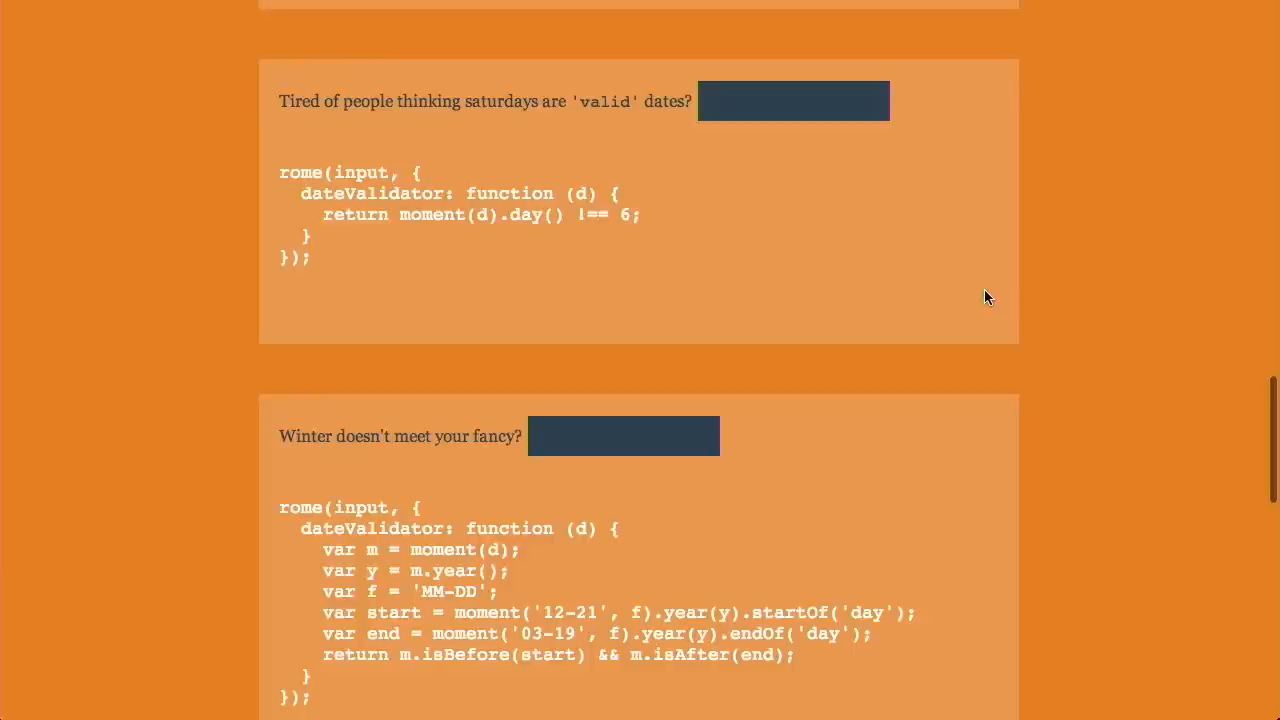 Tired of people thinking saturdays are 'valid' dates?
rome(input, {
  dateValidator: function (d) {
    return moment(d).day() !== 6;
  }
});
Winter doesn't meet your fancy?
rome(input, {
  dateValidator: function (d) {
    var m = moment(d);
    var y = m.year();
    var f = 'MM-DD';
    var start = moment('12-21', f).year(y).startOf('day');
    var end = moment('03-19', f).year(y).endOf('day');
    return m.isBefore(start) && m.isAfter(end);
  }
});